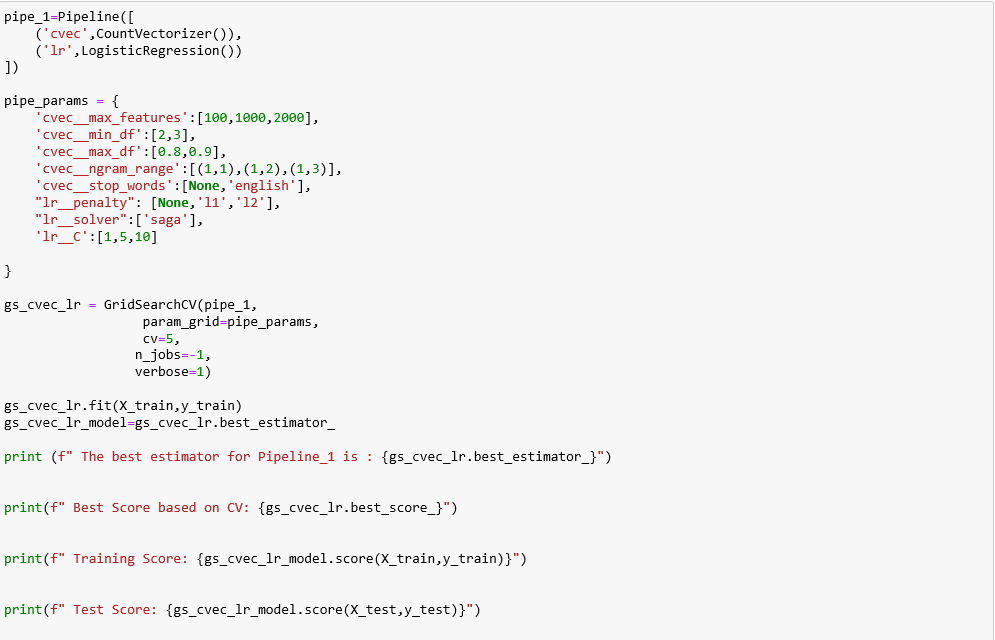 pipe_1=Pipeline([
    ('cvec',CountVectorizer()),
    ('lr',LogisticRegression())
])

pipe_params = {
    'cvec__max_features':[100,1000,2000],
    'cvec__min_df':[2,3],
    'cvec__max_df':[0.8,0.9],
    'cvec__ngram_range':[(1,1),(1,2),(1,3)],
    'cvec__stop_words':[None,'english'],
    "lr__penalty": [None,'l1','l2'],
    "lr__solver":['saga'],
    'lr__C':[1,5,10]

}

gs_cvec_lr = GridSearchCV(pipe_1,
                  param_grid=pipe_params,
                  cv=5,
                 n_jobs=-1,
                 verbose=1)

gs_cvec_lr.fit(X_train,y_train)
gs_cvec_lr_model=gs_cvec_lr.best_estimator_

print (f" The best estimator for Pipeline_1 is : {gs_cvec_lr.best_estimator_}")


print(f" Best Score based on CV: {gs_cvec_lr.best_score_}")


print(f" Training Score: {gs_cvec_lr_model.score(X_train,y_train)}")


print(f" Test Score: {gs_cvec_lr_model.score(X_test,y_test)}")